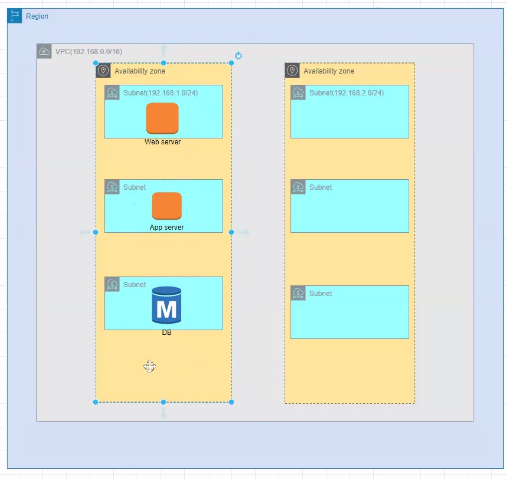 Region
VPC(192.168.0.0/16)
Availability zone
Subnet(192.168.1.0/24)
Web server
Subnet
App server
Subnet
M
DB
Availability zone
Subnet(192.168.2.0/24)
Subnet
Subnet